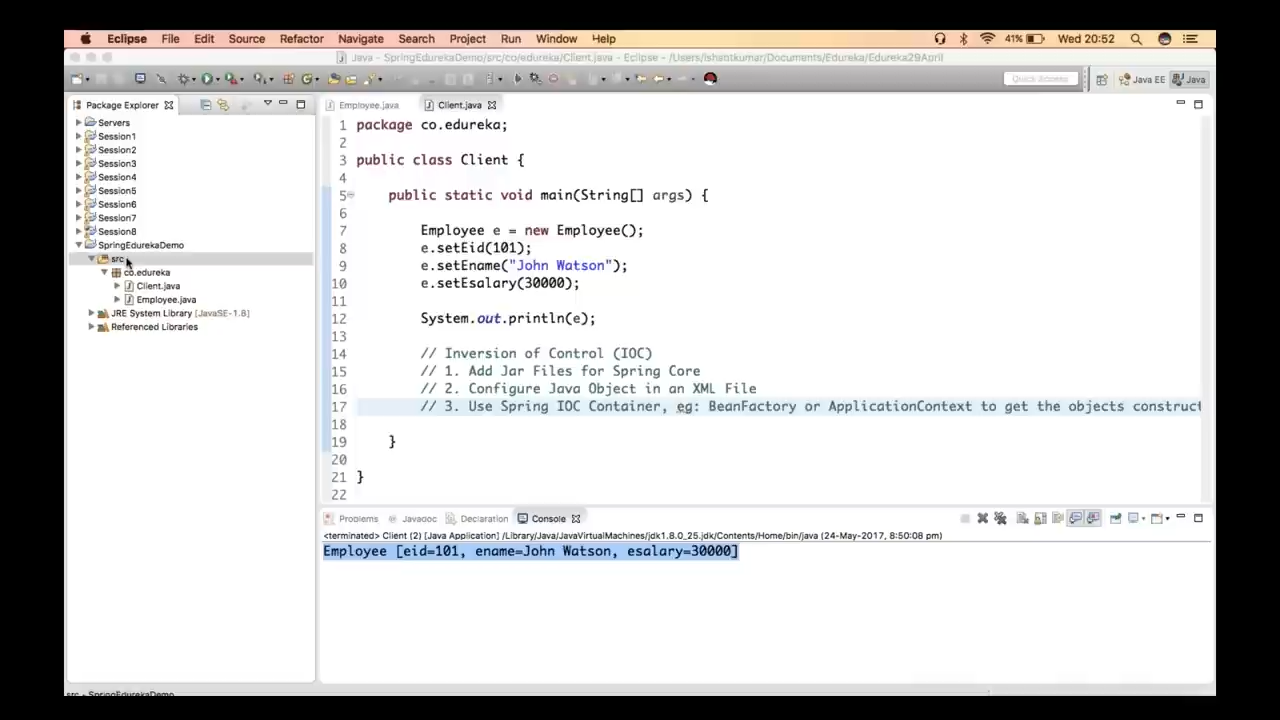 Eclipse File Edit Source Refactor Navigate Search Project Run Window Help 41% Wed 20:52
Java - SpringEdurekaDemo/src/co/edureka/Client.java - Eclipse - /Users/ishantkumar/Documents/Edureka/Edureka29April
Quick Access Java EE Java
Package Explorer
Servers
Session1
Session2
Session3
Session4
Session5
Session6
Session7
Session8
SpringEdurekaDemo
src
co.edureka
Client.java
Employee.java
JRE System Library [JavaSE-1.8]
Referenced Libraries
Employee.java Client.java
1 package co.edureka;
2
3 public class Client {
4
5 public static void main(String[] args) {
6
7 Employee e = new Employee();
8 e.setEid(101);
9 e.setEname("John Watson");
10 e.setEsalary(30000);
11
12 System.out.println(e);
13
14 // Inversion of Control (IOC)
15 // 1. Add Jar Files for Spring Core
16 // 2. Configure Java Object in an XML File
17 // 3. Use Spring IOC Container, eg: BeanFactory or ApplicationContext to get the objects construct
18
19 }
20
21 }
22
Problems Javadoc Declaration Console
<terminated> Client (2) [Java Application] /Library/Java/JavaVirtualMachines/jdk1.8.0_25.jdk/Contents/Home/bin/java (24-May-2017, 8:50:08 pm)
Employee [eid=101, ename=John Watson, esalary=30000]
src - SpringEdurekaDemo